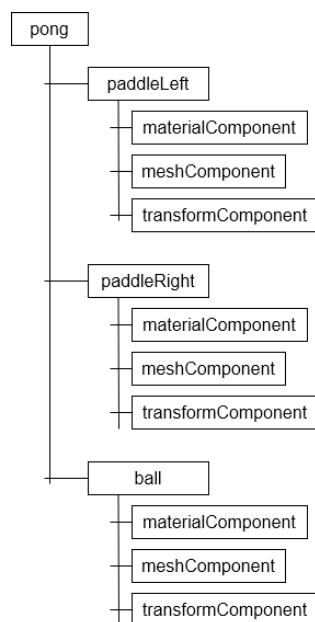 pong
paddleLeft
materialComponent
meshComponent
transformComponent
paddleRight
materialComponent
meshComponent
transformComponent
ball
materialComponent
meshComponent
transformComponent